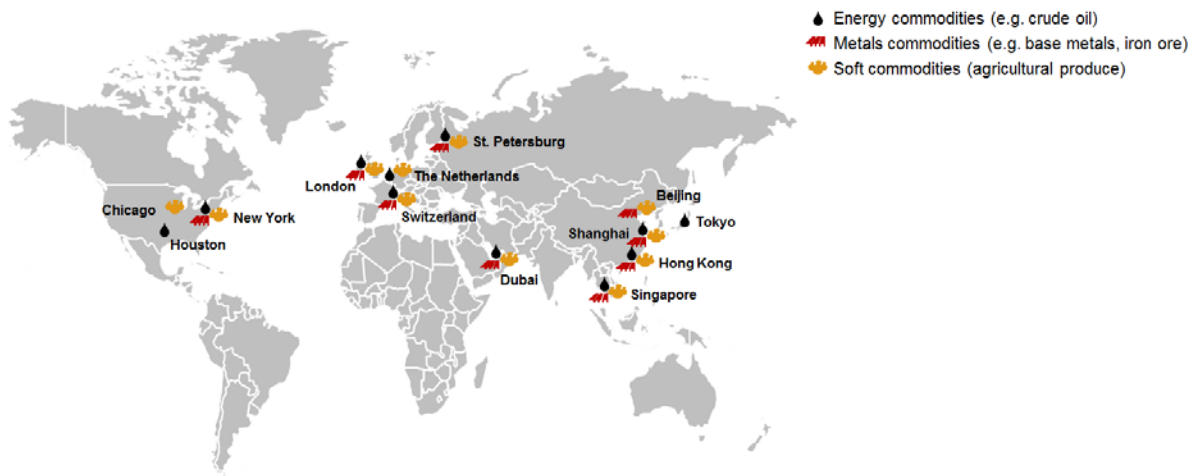 Energy commodities (e.g. crude oil)
Metals commodities (e.g. base metals, iron ore)
Soft commodities (agricultural produce)
St. Petersburg
The Netherlands
London
Switzerland
Chicago
New York
Houston
Beijing
Tokyo
Shanghai
Hong Kong
Dubai
Singapore